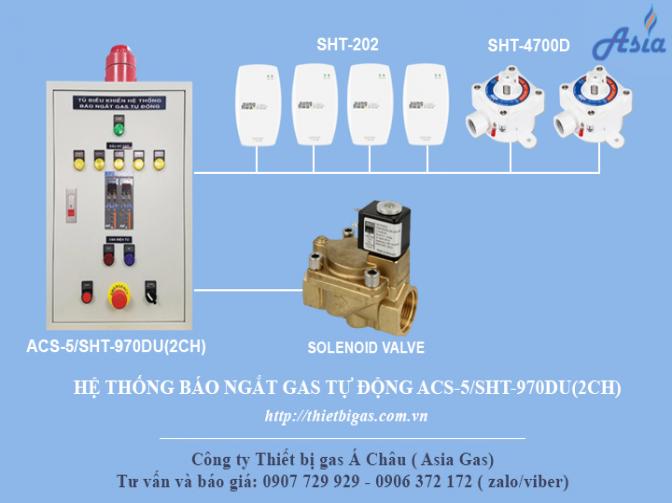 SHT-202
SHT-4700D
Asia
TỦ ĐIỀU KHIỂN HỆ THỐNG
BÁO NGẮT GAS TỰ ĐỘNG
VAN ĐIỆN TỪ
ACS-5/SHT-970DU(2CH)
SOLENOID VALVE
HỆ THỐNG BÁO NGẮT GAS TỰ ĐỘNG ACS-5/SHT-970DU(2CH)
http://thietbigas.com.vn
Công ty Thiết bị gas Á Châu ( Asia Gas)
Tư vấn và báo giá: 0907 729 929 - 0906 372 172 ( zalo/viber)